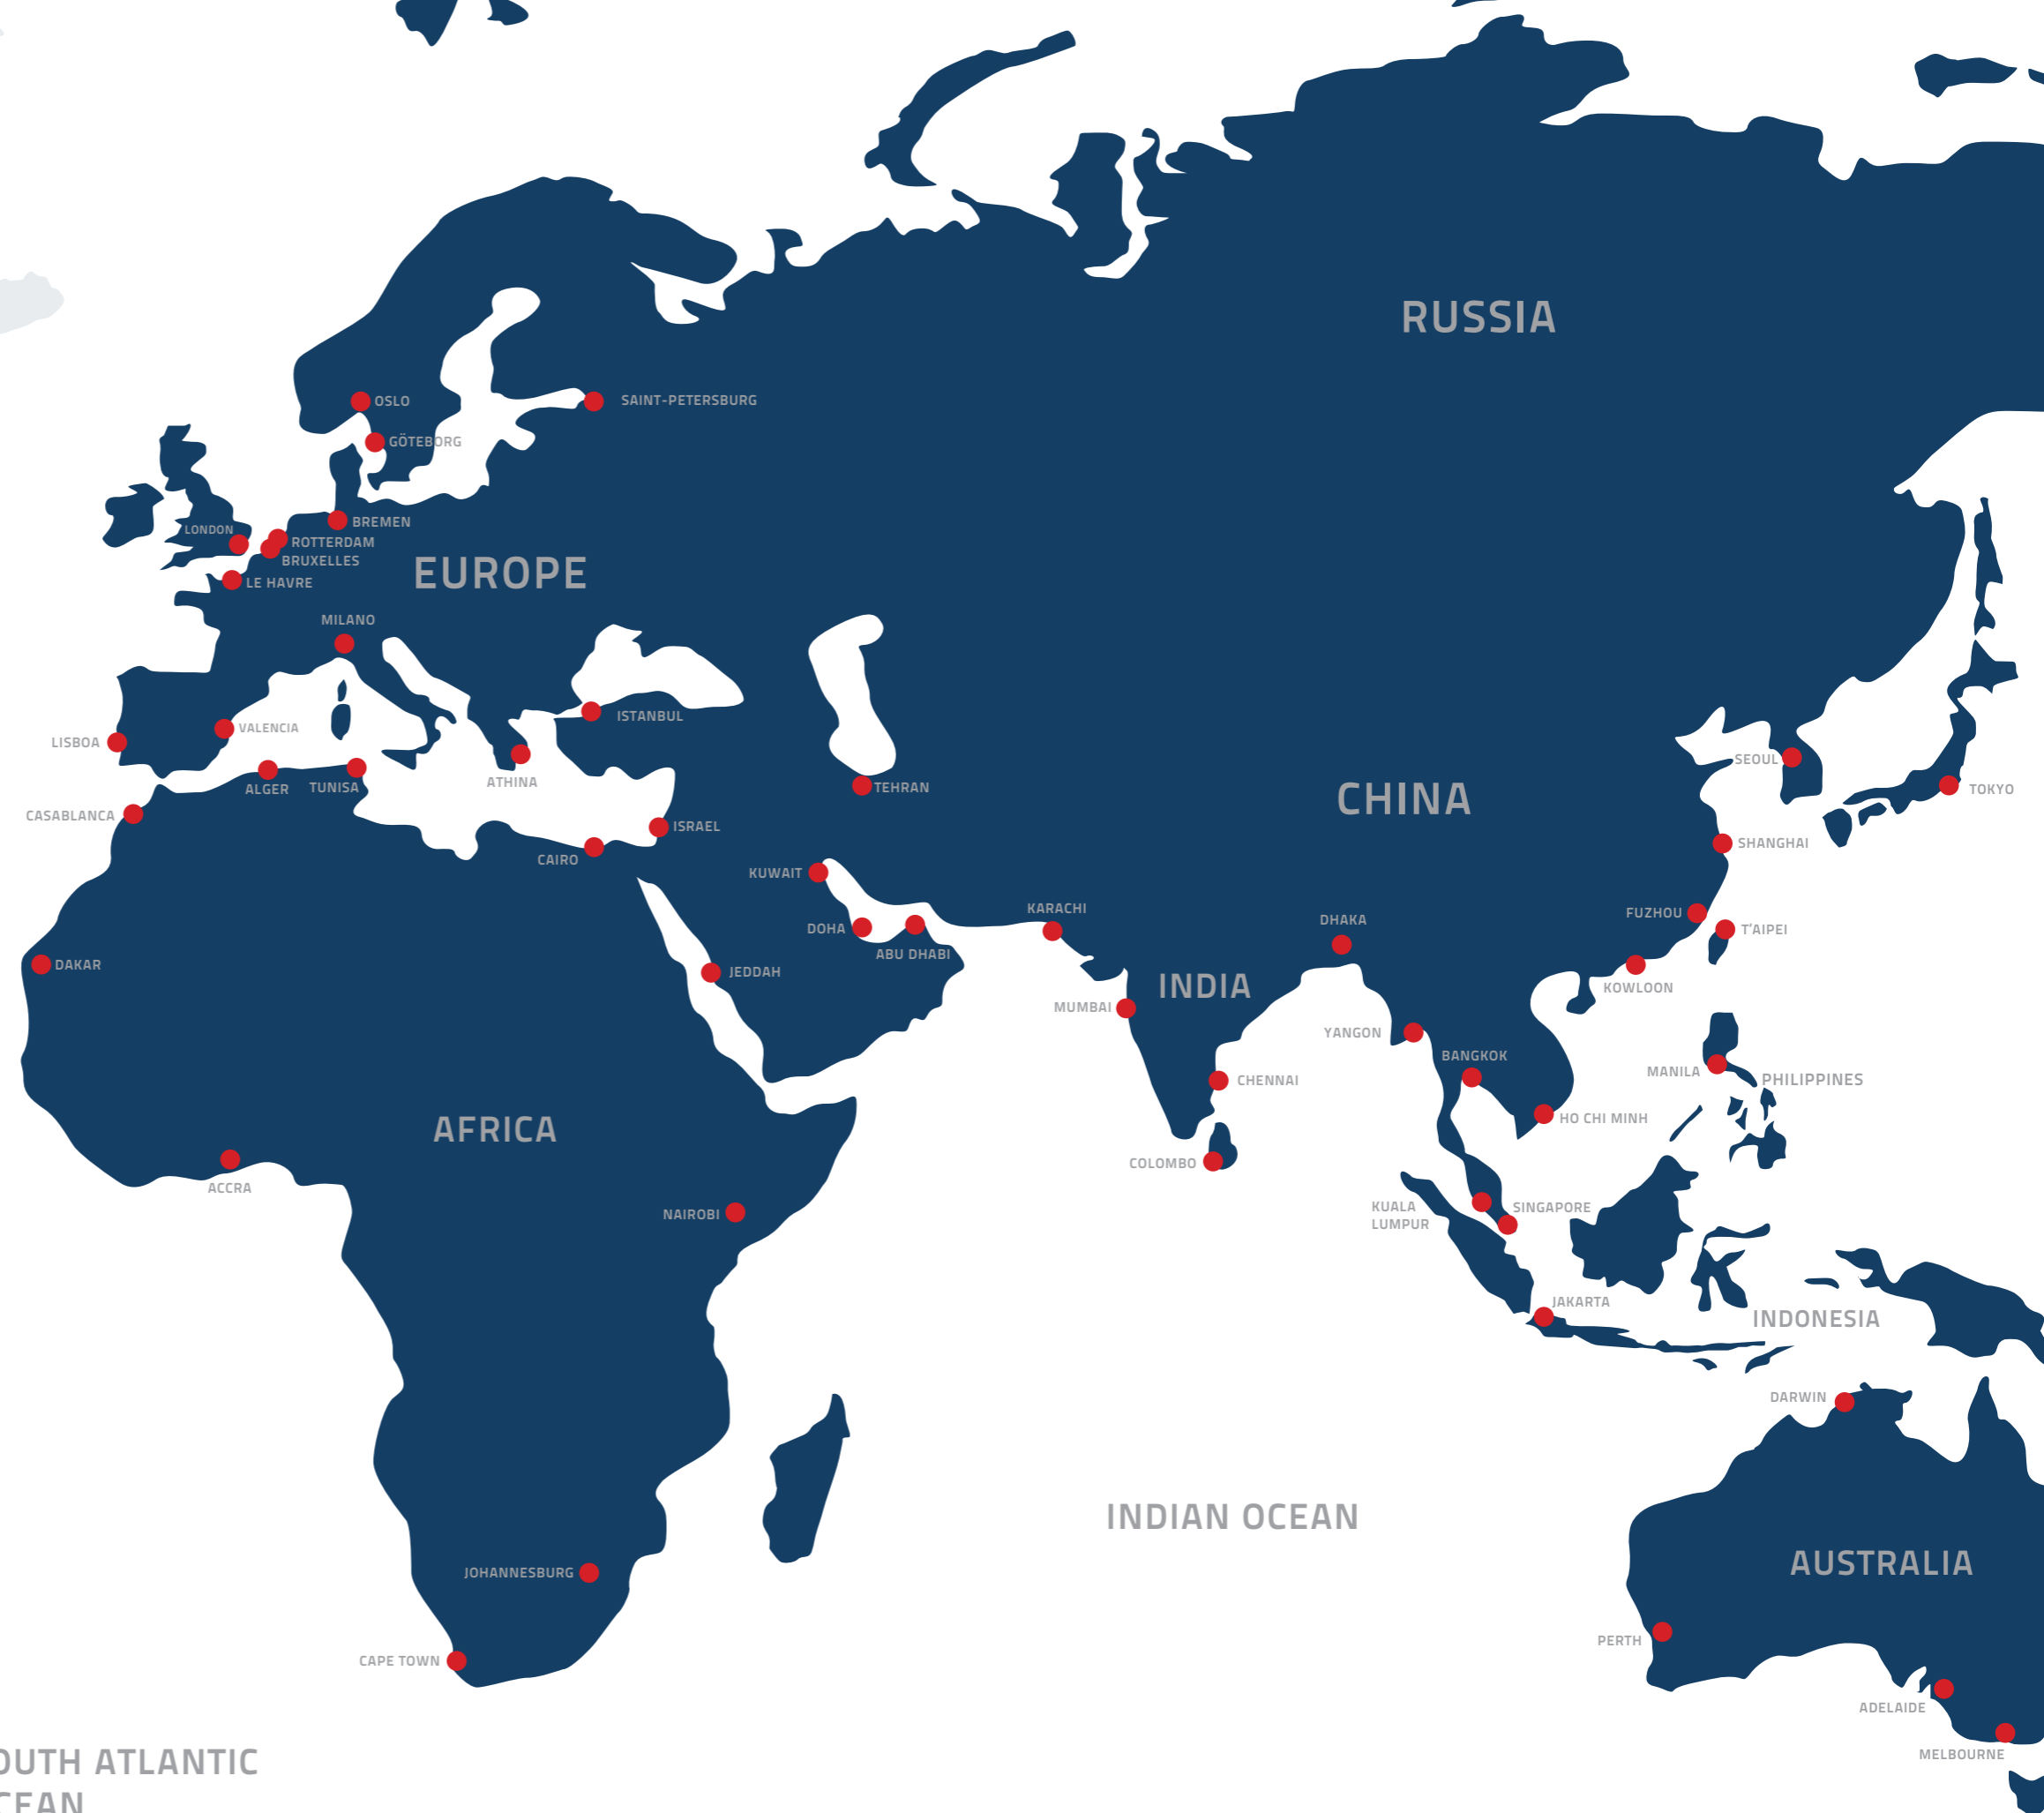 RUSSIA
OSLO
SAINT-PETERSBURG
GÖTEBORG
BREMEN
LONDON
ROTTERDAM
BRUXELLES
EUROPE
LE HAVRE
MILANO
ISTANBUL
VALENCIA
LISBOA
SEOUL
ATHINA
ALGER
TUNISA
TEHRAN
TOKYO
CHINA
CASABLANCA
ISRAEL
SHANGHAI
CAIRO
KUWAIT
KARACHI
FUZHOU
DHAKA
DOHA
T'AIPEI
ABU DHABI
DAKAR
JEDDAH
INDIA
KOWLOON
MUMBAI
YANGON
BANGKOK
MANILA
PHILIPPINES
CHENNAI
HO CHI MINH
AFRICA
COLOMBO
ACCRA
KUALA
LUMPUR
SINGAPORE
NAIROBI
JAKARTA
INDONESIA
DARWIN
INDIAN OCEAN
AUSTRALIA
JOHANNESBURG
PERTH
CAPE TOWN
ADELAIDE
MELBOURNE
OUTH ATLANTIC
CEAN